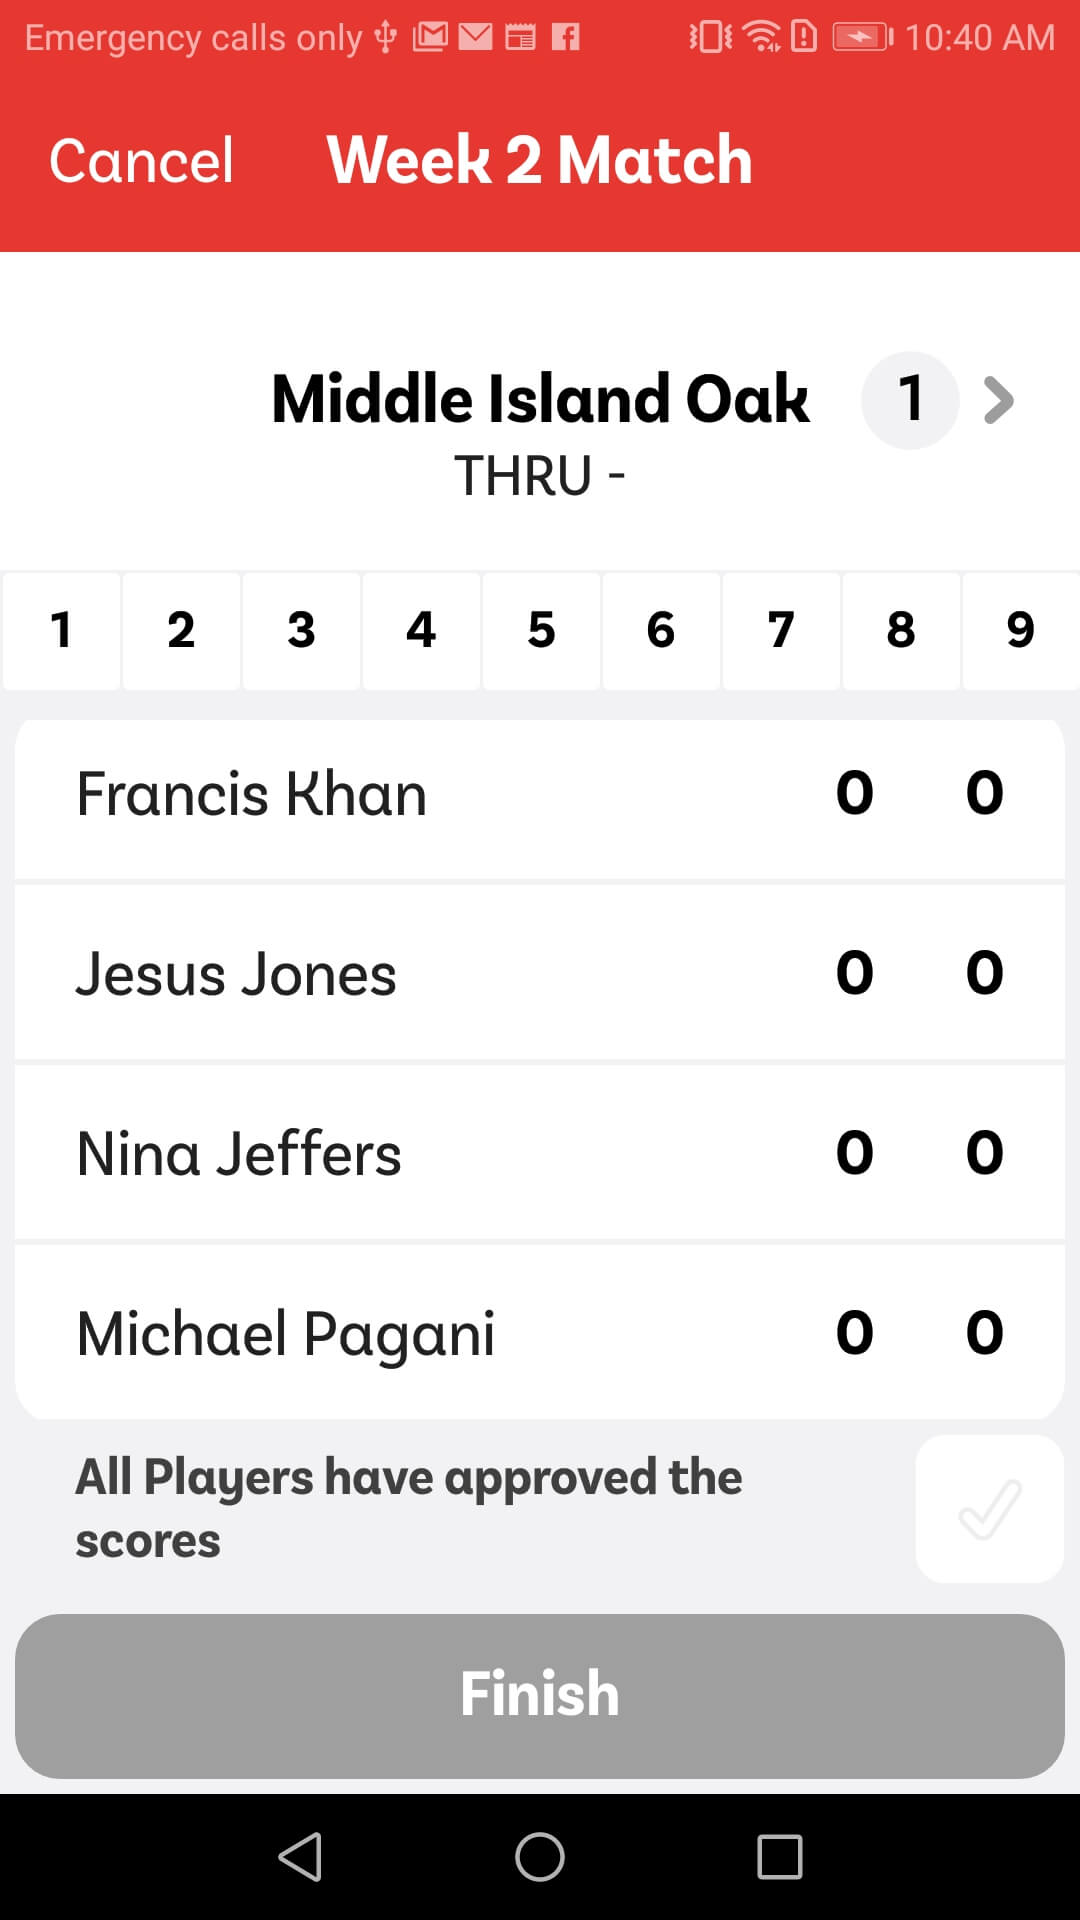 Emergency calls only 10:40 AM
Cancel Week 2 Match
Middle Island Oak 1
THRU -
1 2 3 4 5 6 7 8 9
Francis Khan 0 0
Jesus Jones 0 0
Nina Jeffers 0 0
Michael Pagani 0 0
All Players have approved the
scores
Finish